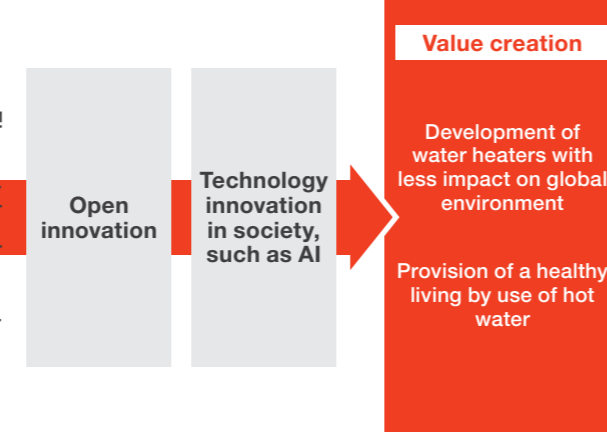 Open
innovation
Technology
innovation
in society,
such as AI
Value creation
Development of
water heaters with
less impact on global
environment
Provision of a healthy
living by use of hot
water